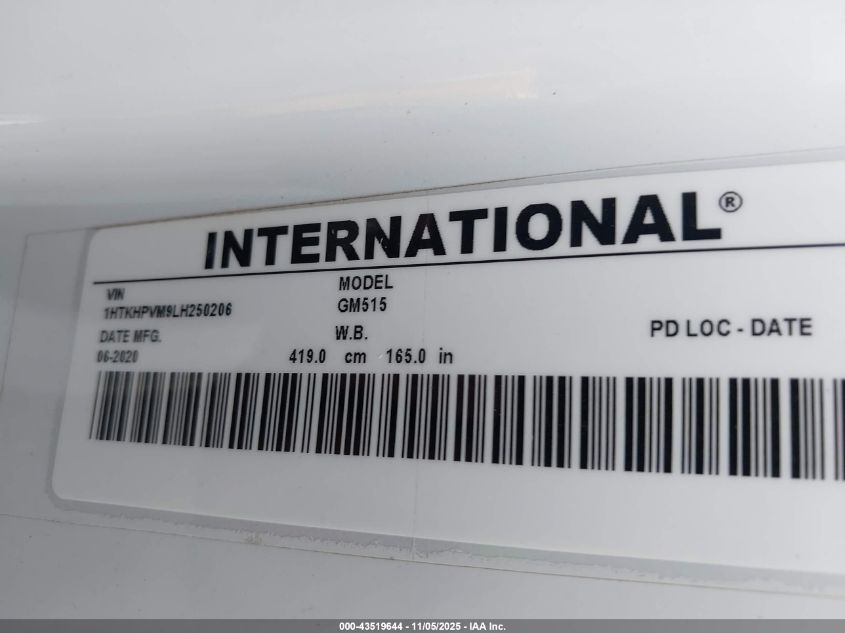 INTERNATIONAL®
VIN
1HTKHPVM9LH250206
MODEL
GM515
DATE MFG.
06-2020
W.B.
419.0 cm 165.0 in
PD LOC - DATE
000-43519644 - 11/05/2025 - IAA Inc.